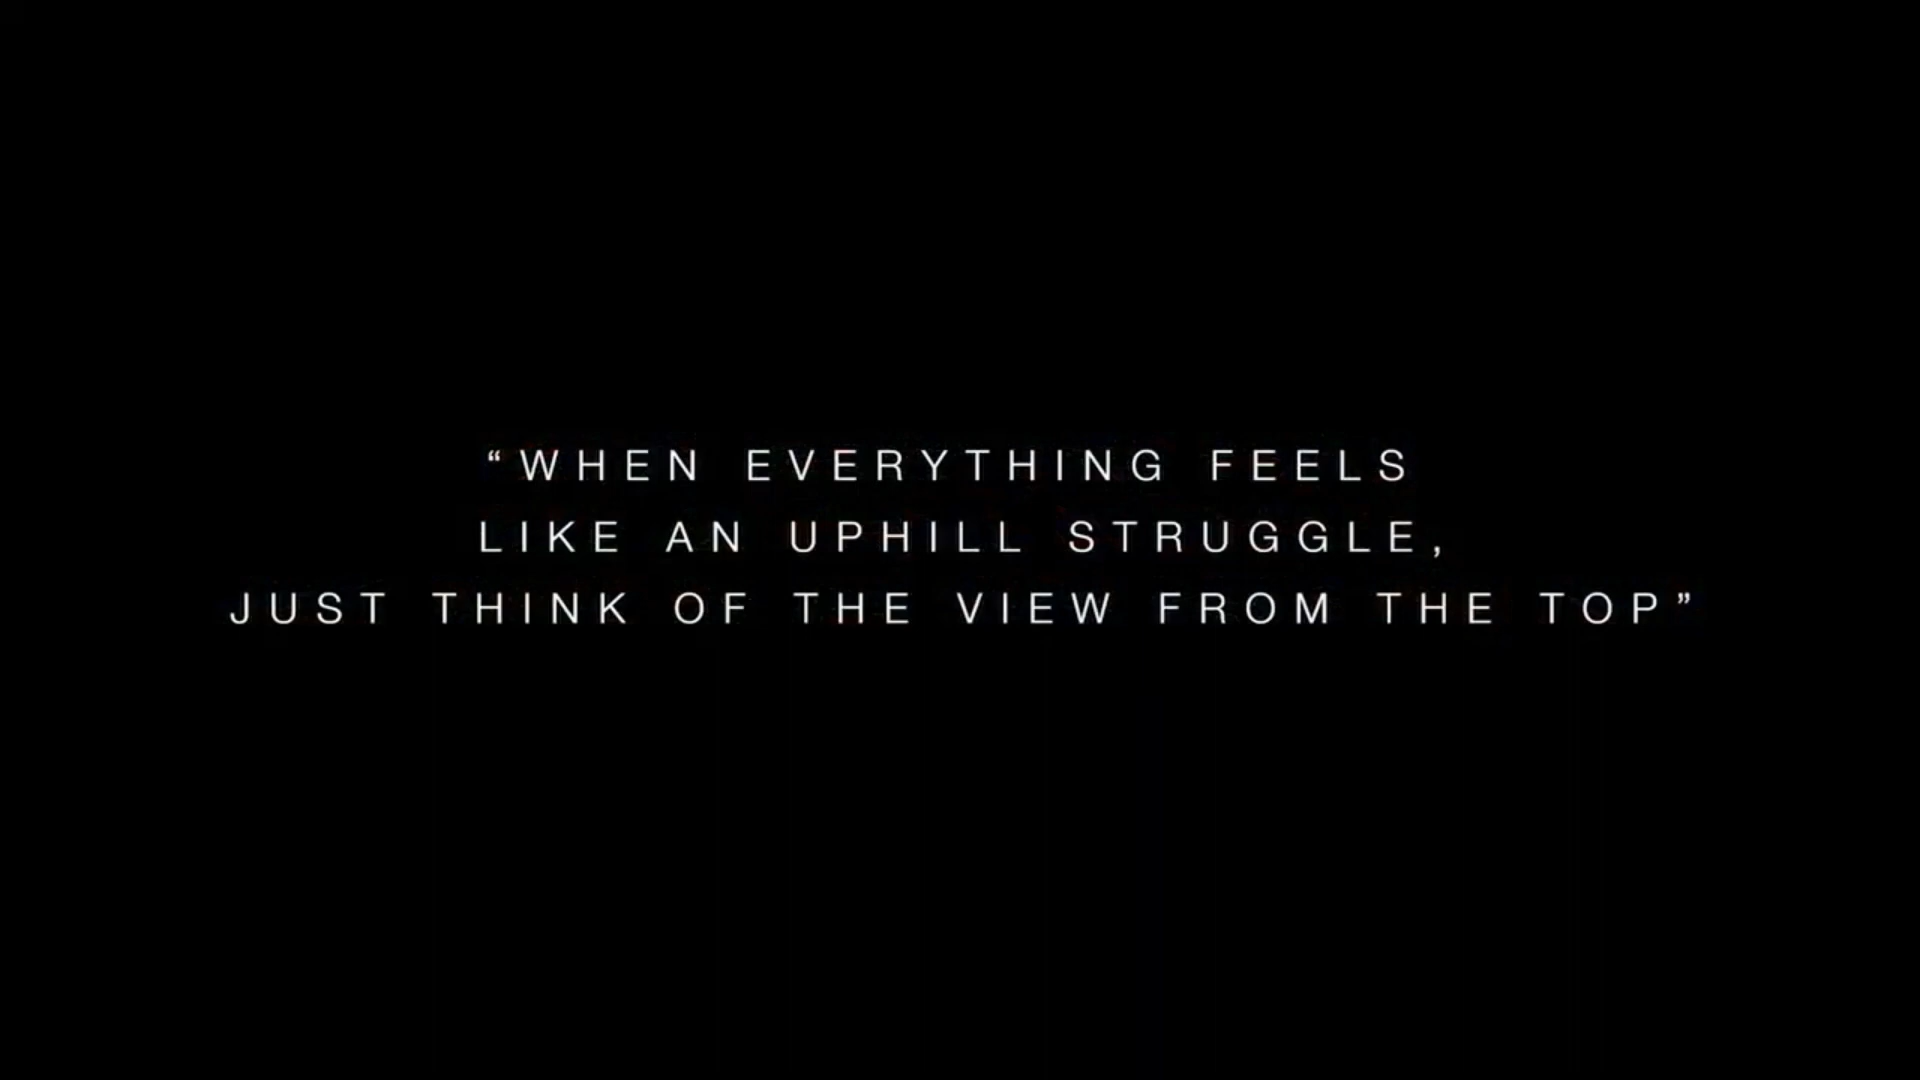 “WHEN EVERYTHING FEELS
LIKE AN UPHILL STRUGGLE,
JUST THINK OF THE VIEW FROM THE TOP”